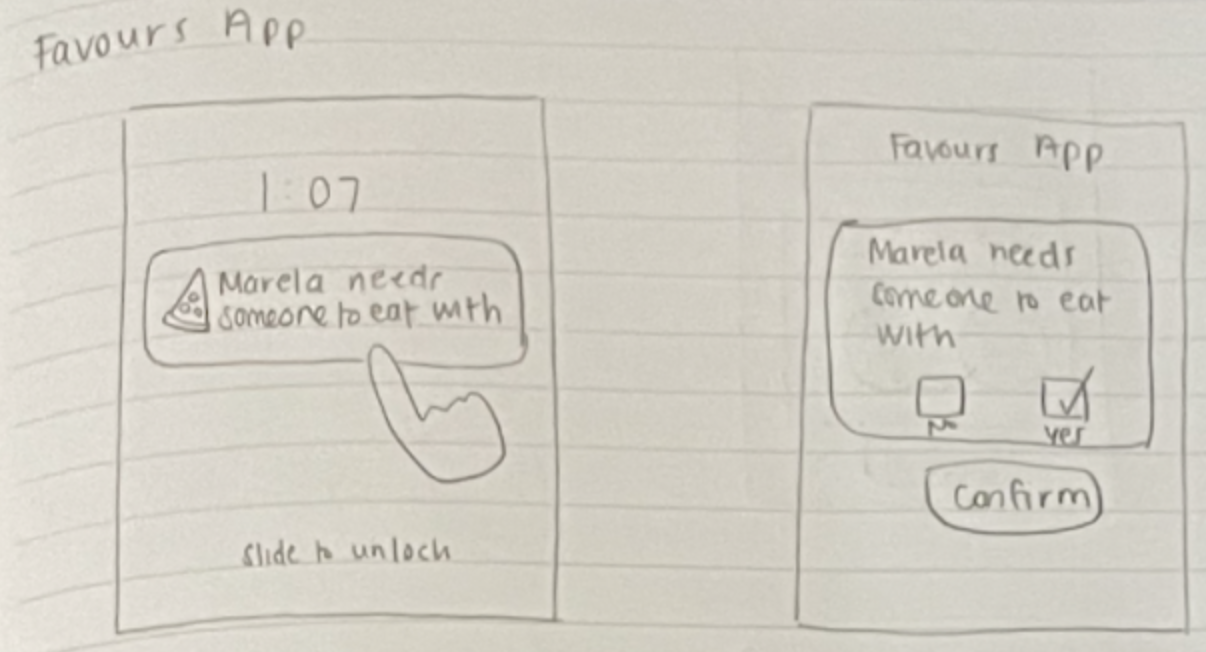 Favours App
1:07
Marela needs
someone to eat with
slide to unlock
Favours App
Marela needs
someone to eat
with
No
yes
Confirm